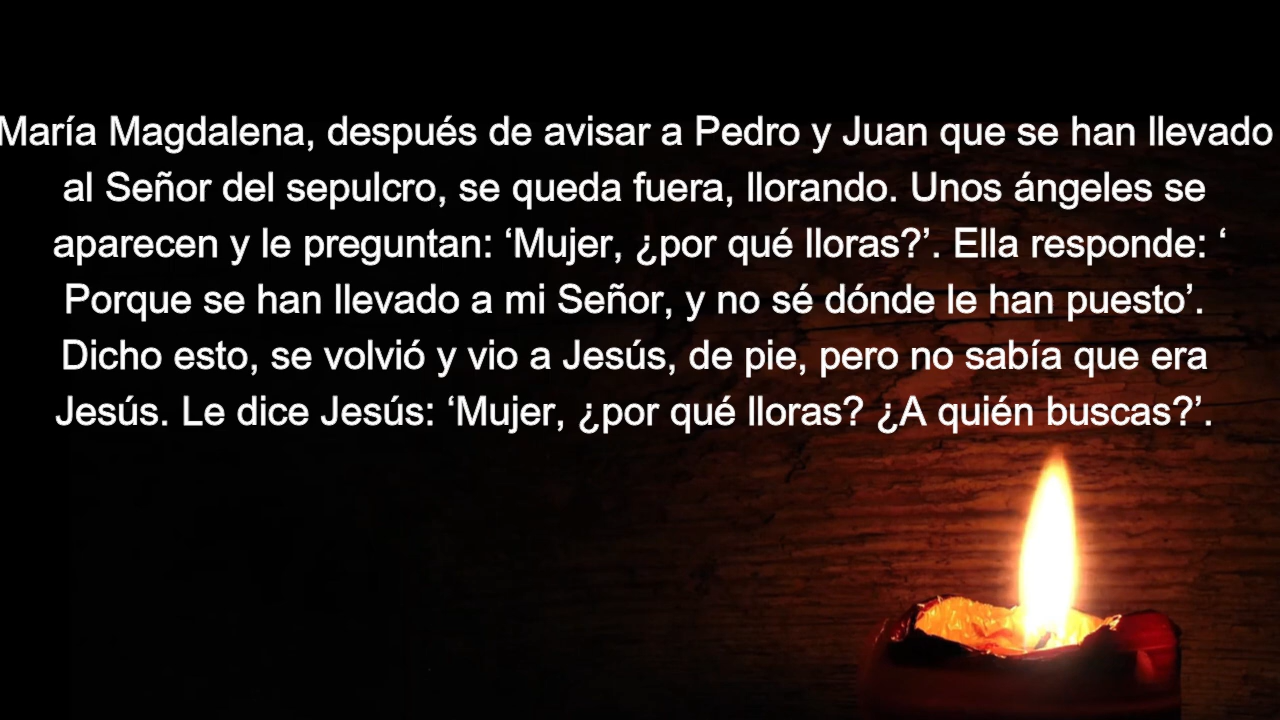 María Magdalena, después de avisar a Pedro y Juan que se han llevado
al Señor del sepulcro, se queda fuera, llorando. Unos ángeles se
aparecen y le preguntan: ‘Mujer, ¿por qué lloras?’. Ella responde: ‘
Porque se han llevado a mi Señor, y no sé dónde le han puesto’.
Dicho esto, se volvió y vio a Jesús, de pie, pero no sabía que era
Jesús. Le dice Jesús: ‘Mujer, ¿por qué lloras? ¿A quién buscas?’.